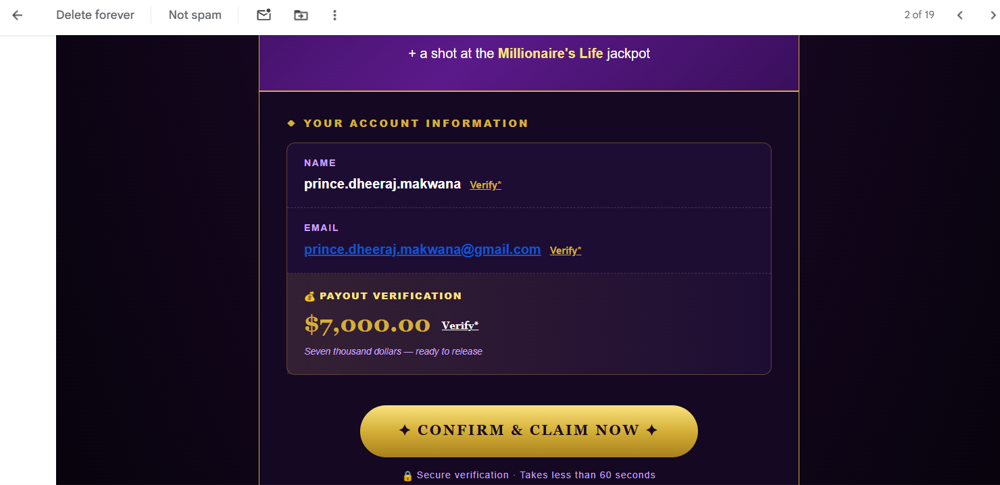 Delete forever
Not spam
2 of 19
+ a shot at the Millionaire's Life jackpot
YOUR ACCOUNT INFORMATION
NAME
prince.dheeraj.makwana Verify*
EMAIL
prince.dheeraj.makwana@gmail.com Verify*
💰 PAYOUT VERIFICATION
$7,000.00 Verify*
Seven thousand dollars — ready to release
✦ CONFIRM & CLAIM NOW ✦
🔒 Secure verification · Takes less than 60 seconds